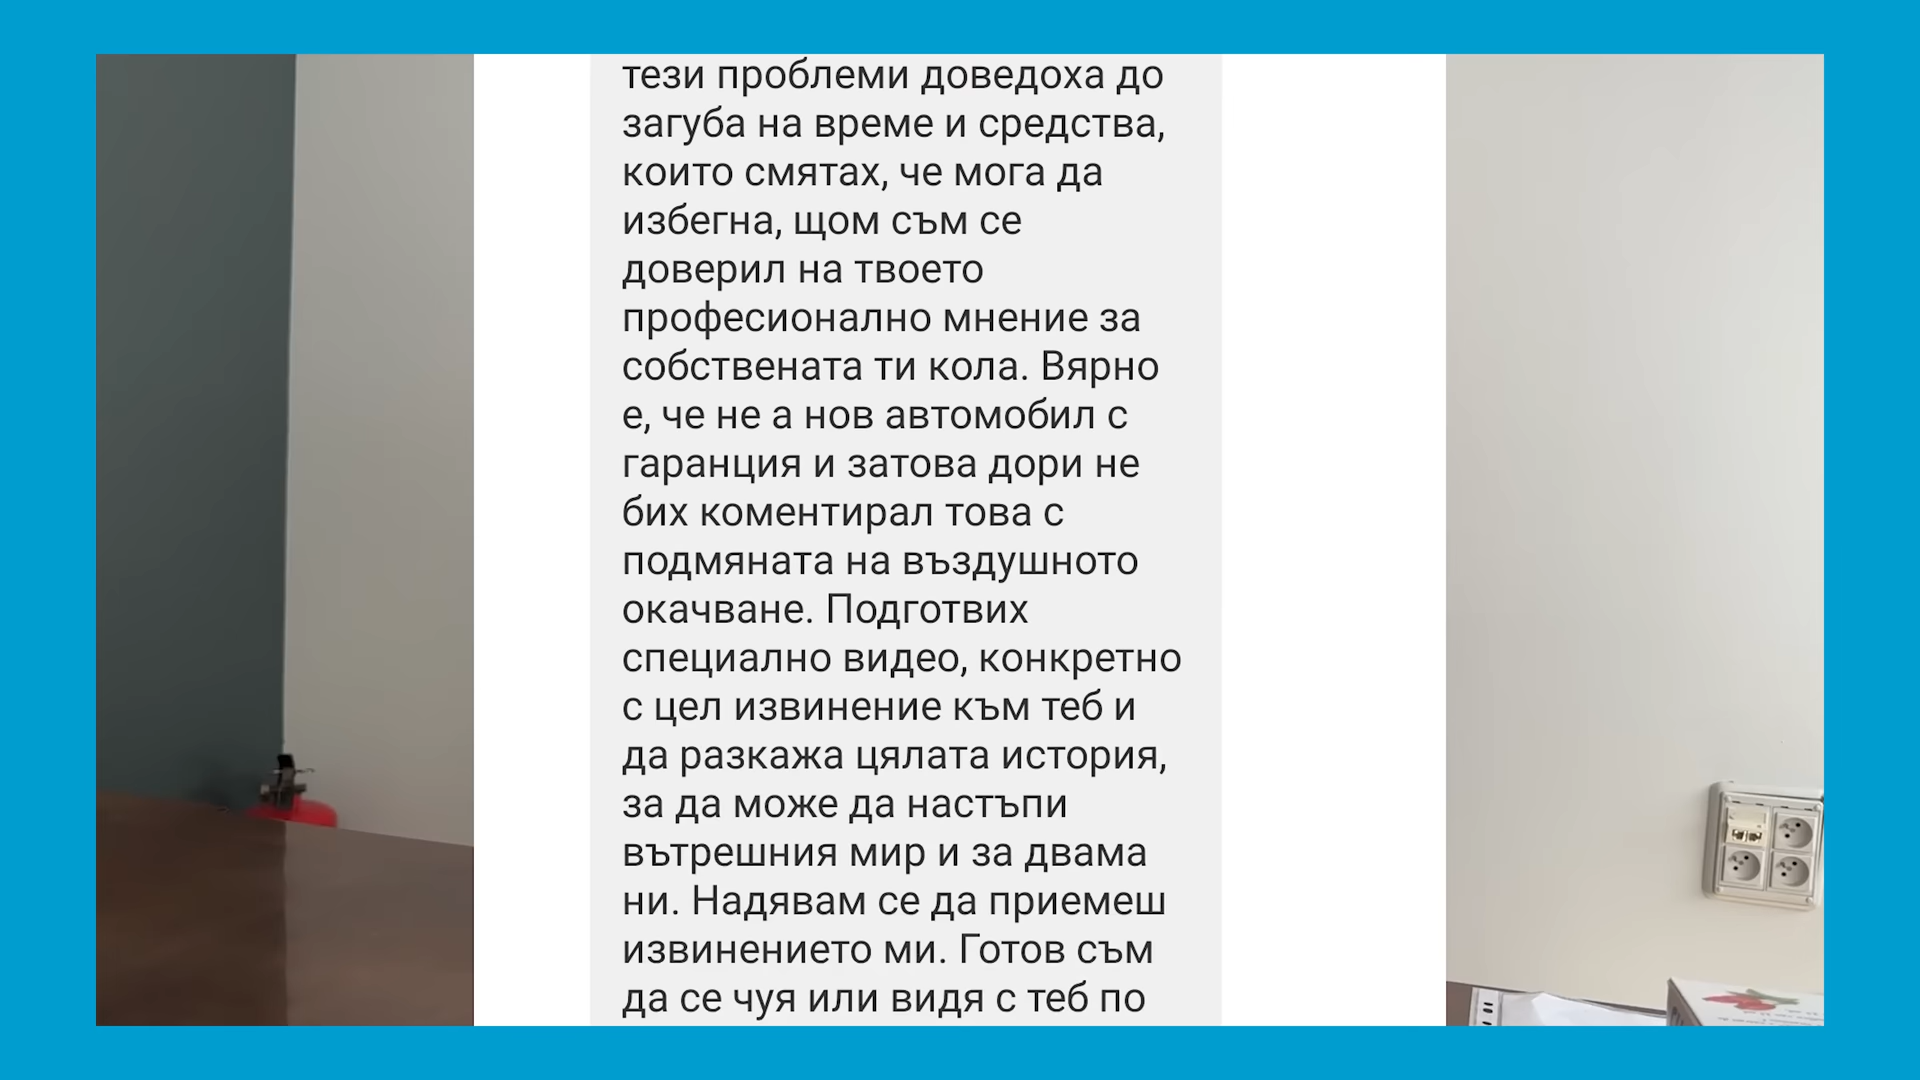 тези проблеми доведоха до
загуба на време и средства,
които смятах, че мога да
избегна, щом съм се
доверил на твоето
професионално мнение за
собствената ти кола. Вярно
е, че не а нов автомобил с
гаранция и затова дори не
бих коментирал това с
подмяната на въздушното
окачване. Подготвих
специално видео, конкретно
с цел извинение към теб и
да разкажа цялата история,
за да може да настъпи
вътрешния мир и за двама
ни. Надявам се да приемеш
извинението ми. Готов съм
да се чуя или видя с теб по